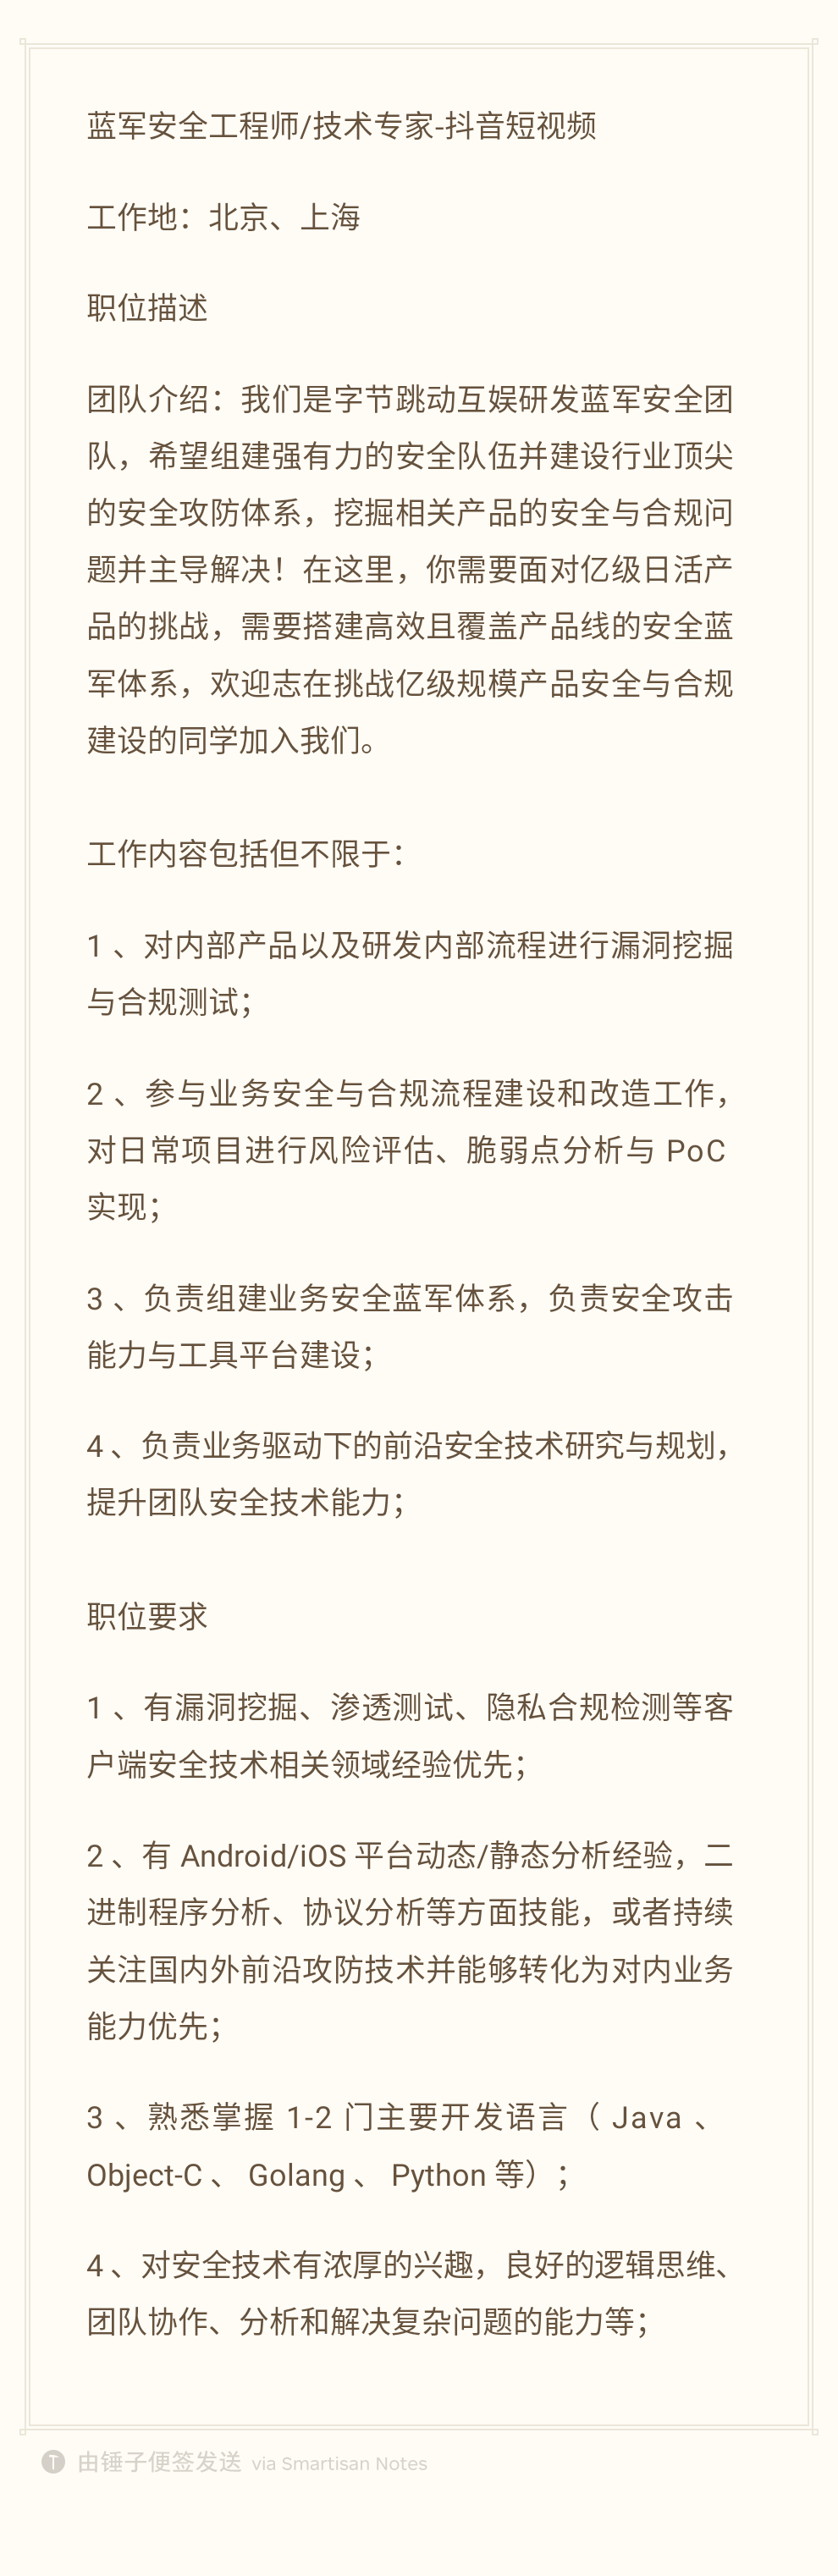 蓝军安全工程师/技术专家-抖音短视频
工作地：北京、上海
职位描述
团队介绍：我们是字节跳动互娱研发蓝军安全团
队，希望组建强有力的安全队伍并建设行业顶尖
的安全攻防体系，挖掘相关产品的安全与合规问
题并主导解决！在这里，你需要面对亿级日活产
品的挑战，需要搭建高效且覆盖产品线的安全蓝
军体系，欢迎志在挑战亿级规模产品安全与合规
建设的同学加入我们。
工作内容包括但不限于：
1 、对内部产品以及研发内部流程进行漏洞挖掘
与合规测试；
2 、参与业务安全与合规流程建设和改造工作，
对日常项目进行风险评估、脆弱点分析与 PoC
实现；
3 、负责组建业务安全蓝军体系，负责安全攻击
能力与工具平台建设；
4 、负责业务驱动下的前沿安全技术研究与规划，
提升团队安全技术能力；
职位要求
1 、有漏洞挖掘、渗透测试、隐私合规检测等客
户端安全技术相关领域经验优先；
2 、有 Android/iOS 平台动态/静态分析经验，二
进制程序分析、协议分析等方面技能，或者持续
关注国内外前沿攻防技术并能够转化为对内业务
能力优先；
3 、熟悉掌握 1-2 门主要开发语言（ Java 、
Object-C 、 Golang 、 Python 等）；
4 、对安全技术有浓厚的兴趣，良好的逻辑思维、
团队协作、分析和解决复杂问题的能力等；
由锤子便签发送 via Smartisan Notes